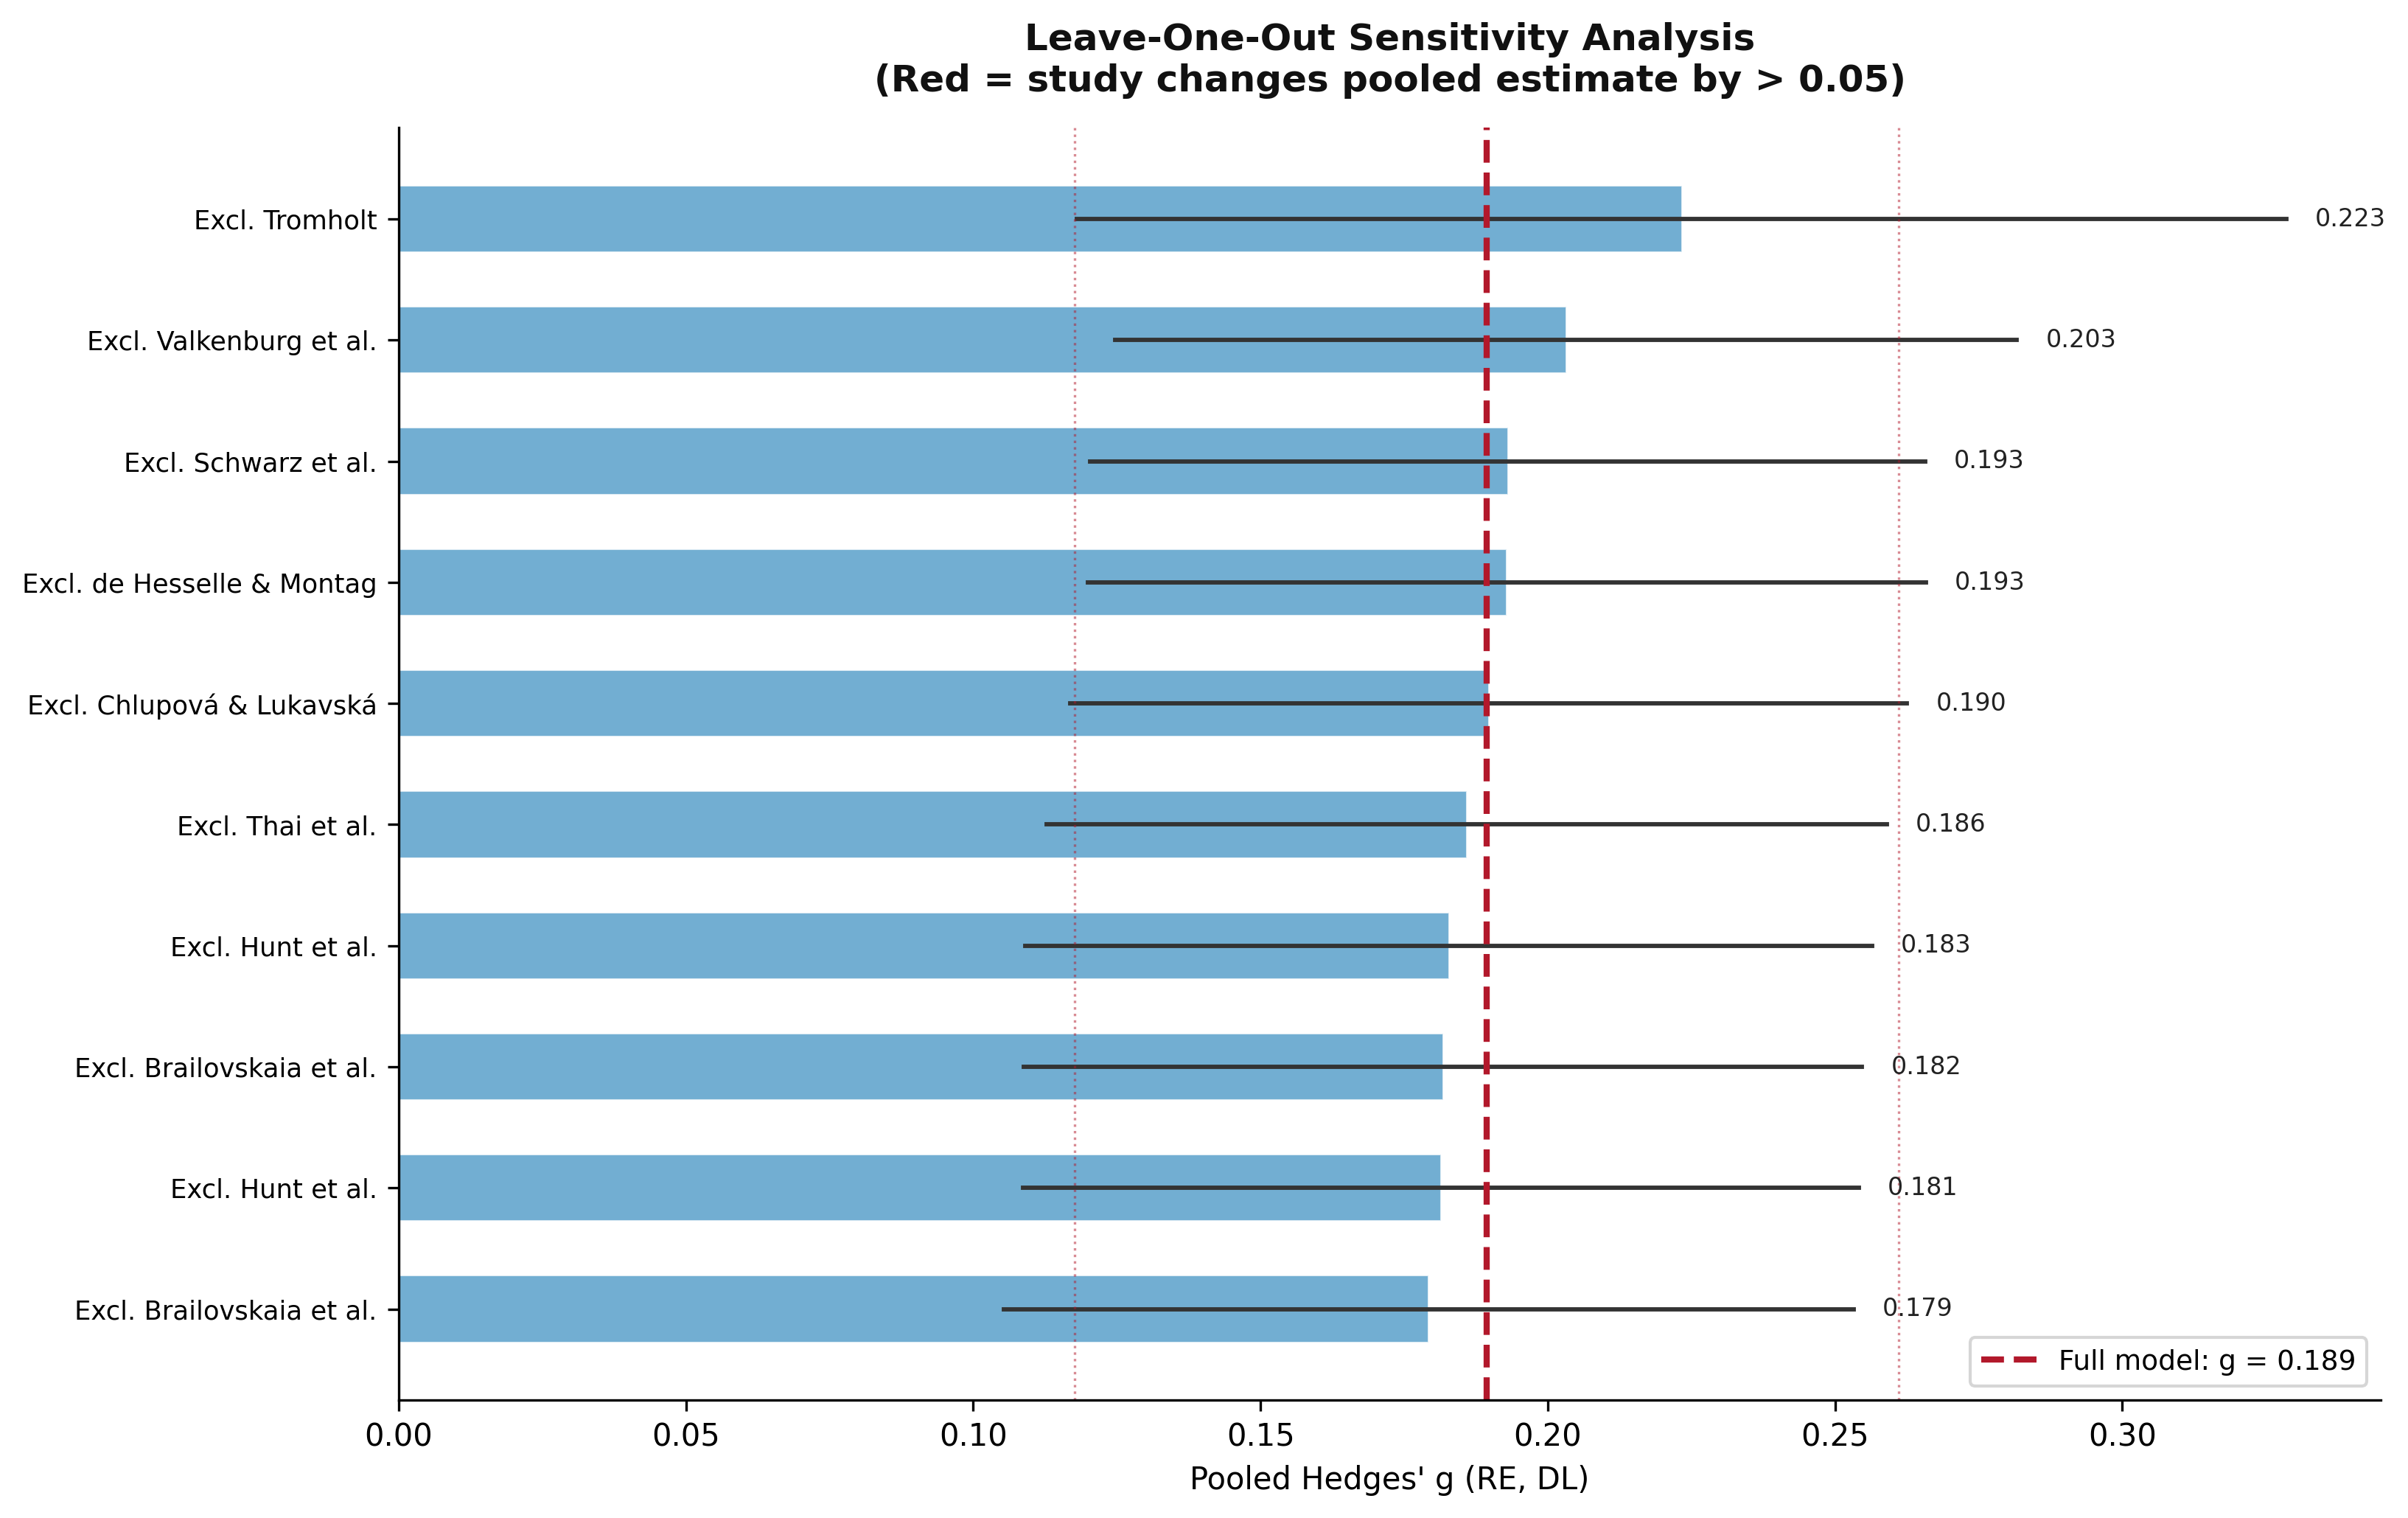 Leave-One-Out Sensitivity Analysis
(Red = study changes pooled estimate by > 0.05)
Excl. Tromholt 0.223
Excl. Valkenburg et al. 0.203
Excl. Schwarz et al. 0.193
Excl. de Hesselle & Montag 0.193
Excl. Chlupová & Lukavská 0.190
Excl. Thai et al. 0.186
Excl. Hunt et al. 0.183
Excl. Brailovskaia et al. 0.182
Excl. Hunt et al. 0.181
Excl. Brailovskaia et al. 0.179
Full model: g = 0.189
0.00 0.05 0.10 0.15 0.20 0.25 0.30
Pooled Hedges' g (RE, DL)